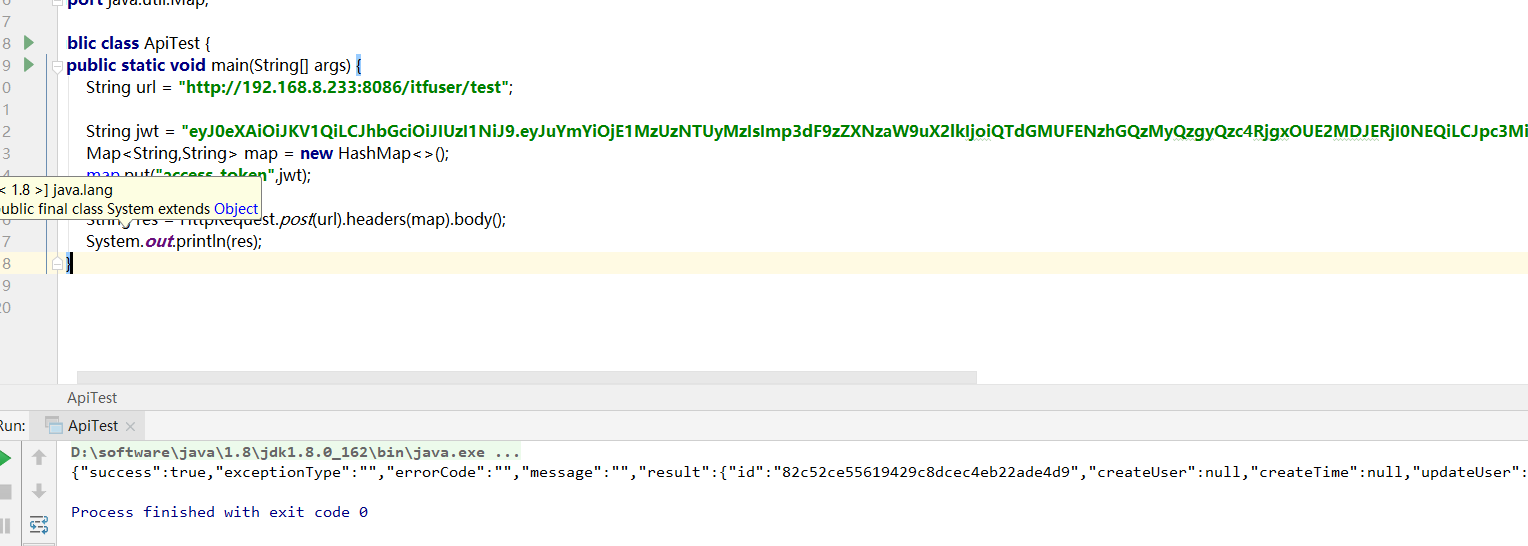 port java.util.Map;
7
8 blic class ApiTest {
9 public static void main(String[] args) {
0 String url = "http://192.168.8.233:8086/itfuser/test";
1
2 String jwt = "eyJ0eXAiOiJKV1QiLCJhbGciOiJIUzI1NiJ9.eyJuYmYiOjE1MzUzNTUyMzIsImp3dF9zZXNzaW9uX2lkIjoiQTdGMUFENzhGQzMyQzgyQzc4RjgxOUE2MDJERjI0NEQiLCJpc3Mi
3 Map<String,String> map = new HashMap<>();
map.put("access_token",jwt);
< 1.8 >] java.lang
public final class System extends Object
String res = HttpRequest.post(url).headers(map).body();
7 System.out.println(res);
8 }
9
20
ApiTest
Run: ApiTest
D:\software\java\1.8\jdk1.8.0_162\bin\java.exe ...
{"success":true,"exceptionType":"","errorCode":"","message":"","result":{"id":"82c52ce55619429c8dcec4eb22ade4d9","createUser":null,"createTime":null,"updateUser":
Process finished with exit code 0